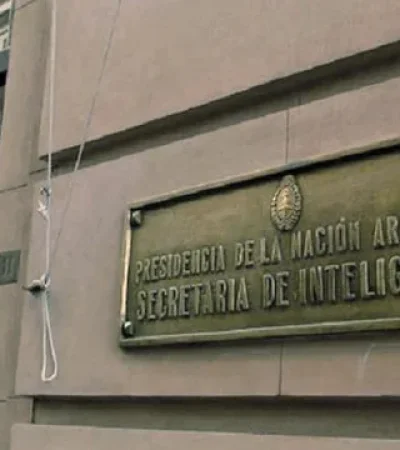 PRESIDENCIA DE LA NACIÓN AR
SECRETARIA DE INTELIG